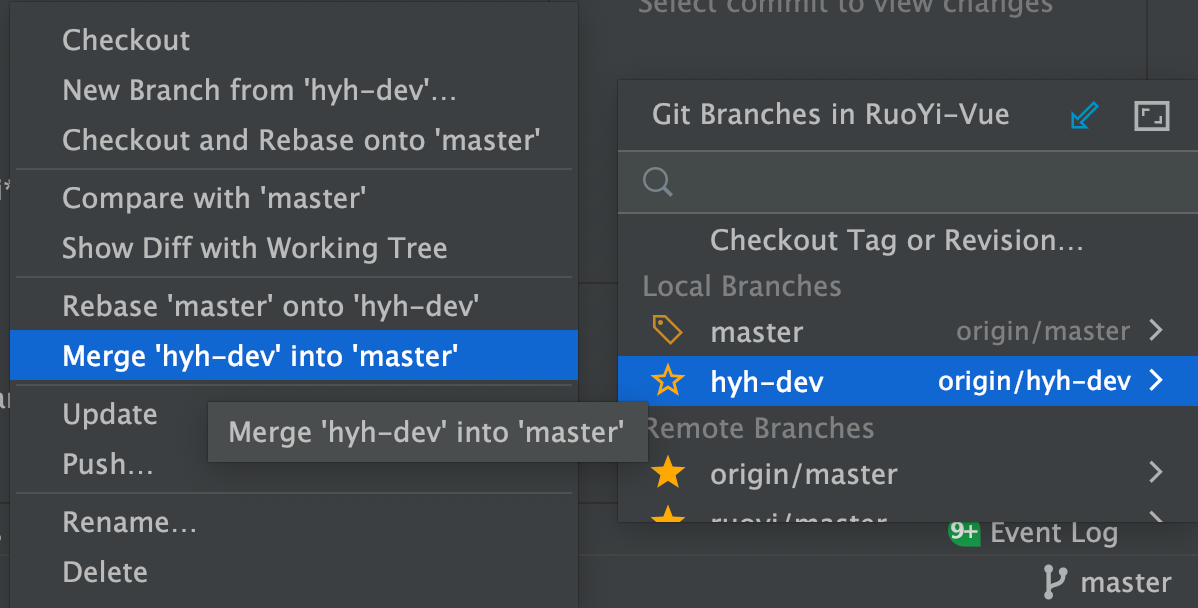 Select commit to view changes
Checkout
New Branch from 'hyh-dev'...
Checkout and Rebase onto 'master'
Compare with 'master'
Show Diff with Working Tree
Rebase 'master' onto 'hyh-dev'
Merge 'hyh-dev' into 'master'
Update
Push...
Rename...
Delete
Merge 'hyh-dev' into 'master'
Git Branches in RuoYi-Vue
Checkout Tag or Revision...
Local Branches
master origin/master
hyh-dev origin/hyh-dev
Remote Branches
origin/master
ruoyi/master
9+ Event Log
master